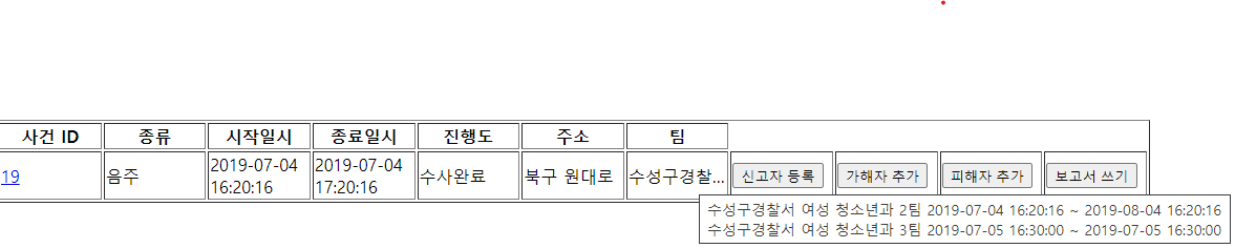 사건 ID 종류 시작일시 종료일시 진행도 주소 팀
19 음주 2019-07-04 16:20:16 2019-07-04 17:20:16 수사완료 북구 원대로 수성구경찰... 신고자 등록 가해자 추가 피해자 추가 보고서 쓰기
수성구경찰서 여성 청소년과 2팀 2019-07-04 16:20:16 ~ 2019-08-04 16:20:16
수성구경찰서 여성 청소년과 3팀 2019-07-05 16:30:00 ~ 2019-07-05 16:30:00